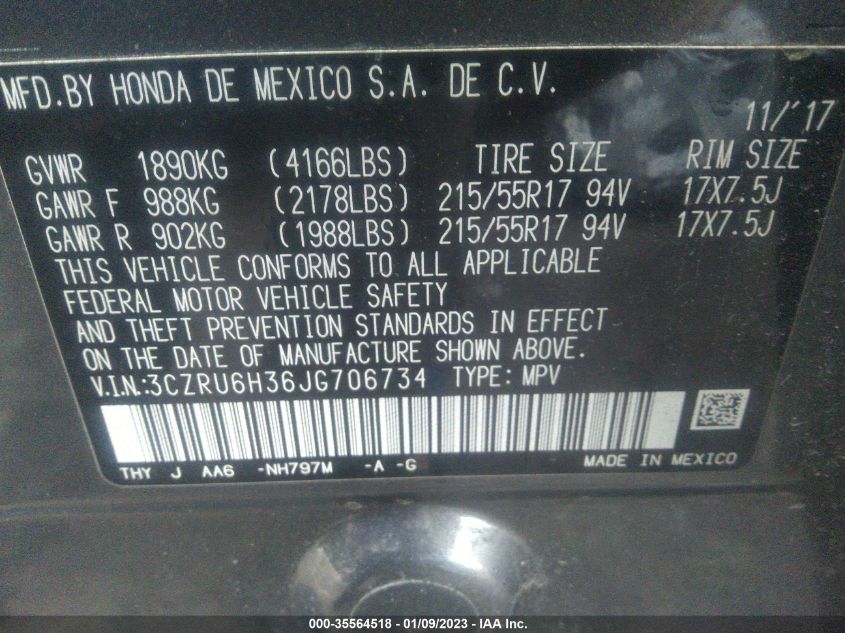 MFD.BY HONDA DE MEXICO S.A. DE C.V.
11/'17
GVWR 1890KG (4166LBS) TIRE SIZE RIM SIZE
GAWR F 988KG (2178LBS) 215/55R17 94V 17X7.5J
GAWR R 902KG (1988LBS) 215/55R17 94V 17X7.5J
THIS VEHICLE CONFORMS TO ALL APPLICABLE
FEDERAL MOTOR VEHICLE SAFETY
AND THEFT PREVENTION STANDARDS IN EFFECT
ON THE DATE OF MANUFACTURE SHOWN ABOVE.
V.I.N.:3CZRU6H36JG706734 TYPE: MPV
THY J AA6 -NH797M -A -G MADE IN MEXICO
000-35564518 - 01/09/2023 - IAA Inc.